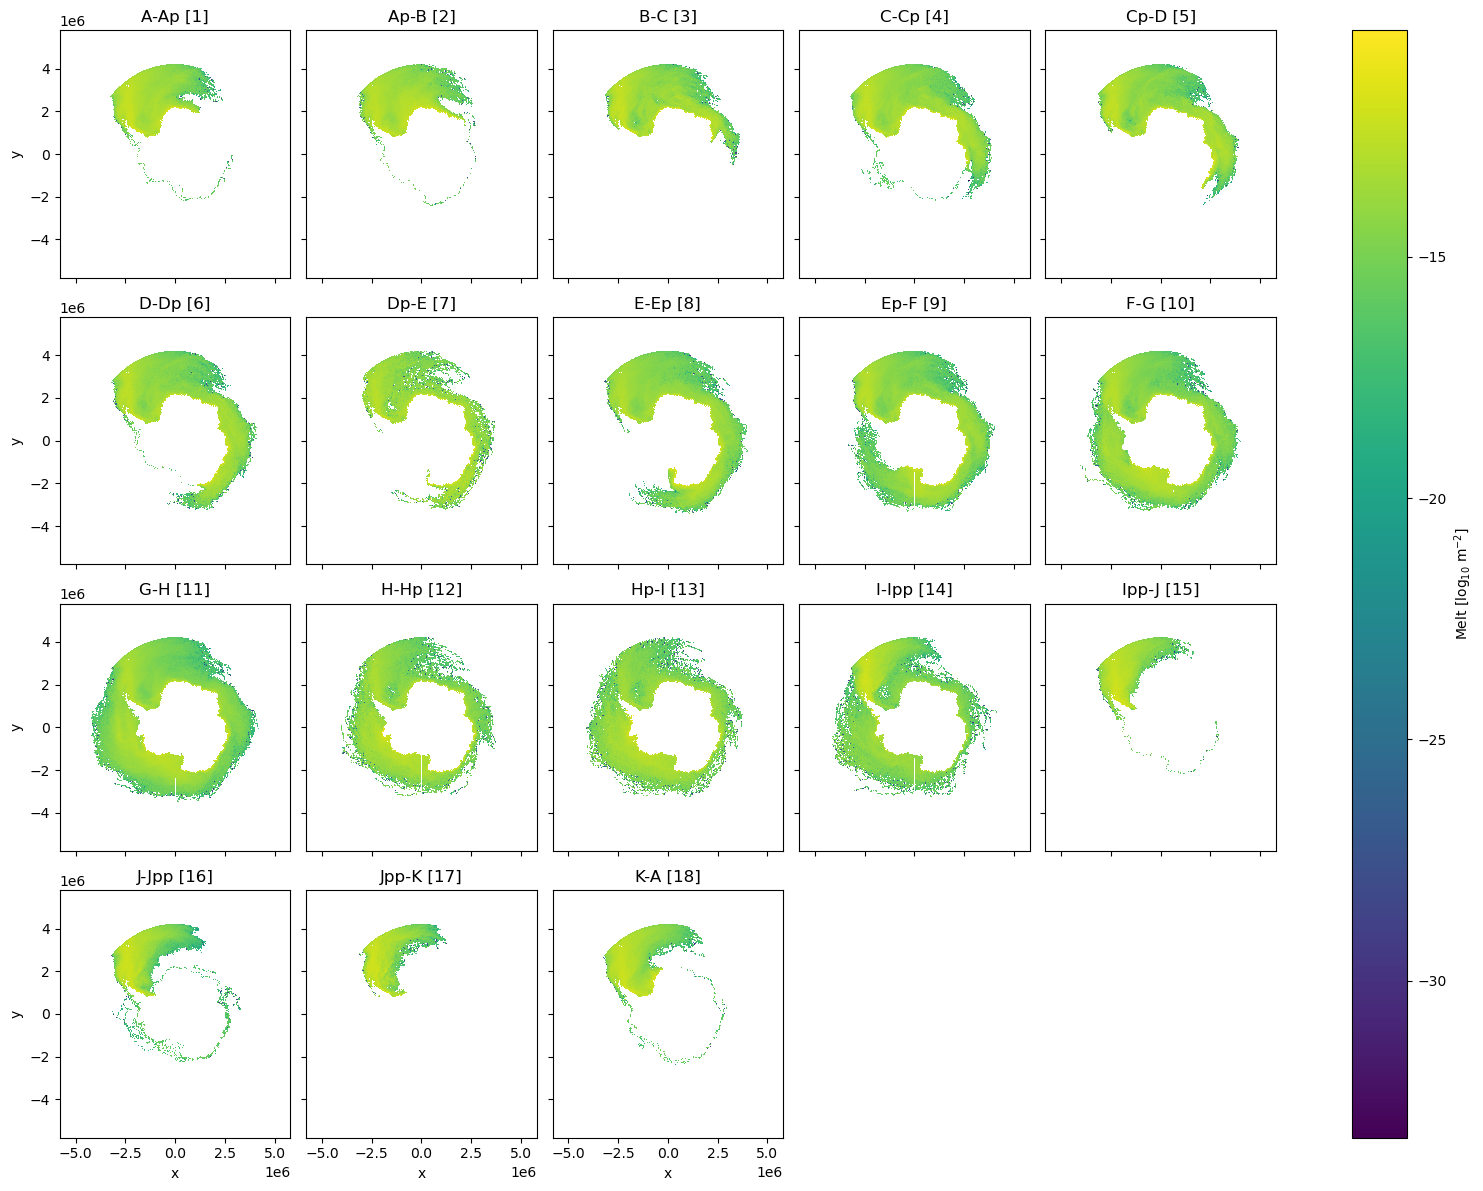 1e6
A-Ap [1]
Ap-B [2]
B-C [3]
C-Cp [4]
Cp-D [5]
4
2
0
−2
−4
y
1e6
D-Dp [6]
Dp-E [7]
E-Ep [8]
Ep-F [9]
F-G [10]
4
2
0
−2
−4
y
1e6
G-H [11]
H-Hp [12]
Hp-I [13]
I-Ipp [14]
Ipp-J [15]
4
2
0
−2
−4
y
1e6
J-Jpp [16]
Jpp-K [17]
K-A [18]
4
2
0
−2
−4
y
−5.0 −2.5 0.0 2.5 5.0
x
1e6
−5.0 −2.5 0.0 2.5 5.0
x
1e6
−5.0 −2.5 0.0 2.5 5.0
x
1e6
−15
−20
−25
−30
Melt [log₁₀ m⁻²]